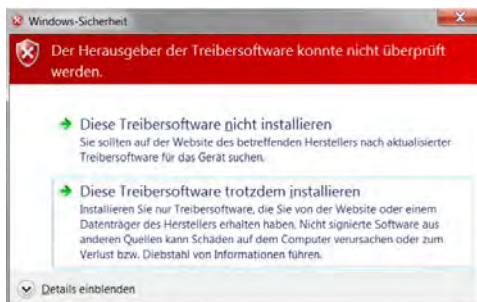 Windows-Sicherheit
Der Herausgeber der Treibersoftware konnte nicht überprüft
werden.
Diese Treibersoftware nicht installieren
Sie sollten auf der Website des betreffenden Herstellers nach aktualisierter
Treibersoftware für das Gerät suchen.
Diese Treibersoftware trotzdem installieren
Installieren Sie nur Treibersoftware, die Sie von der Website oder einem
Datenträger des Herstellers erhalten haben. Nicht signierte Software aus
anderen Quellen kann Schäden auf dem Computer verursachen oder zum
Verlust bzw. Diebstahl von Informationen führen.
Details einblenden